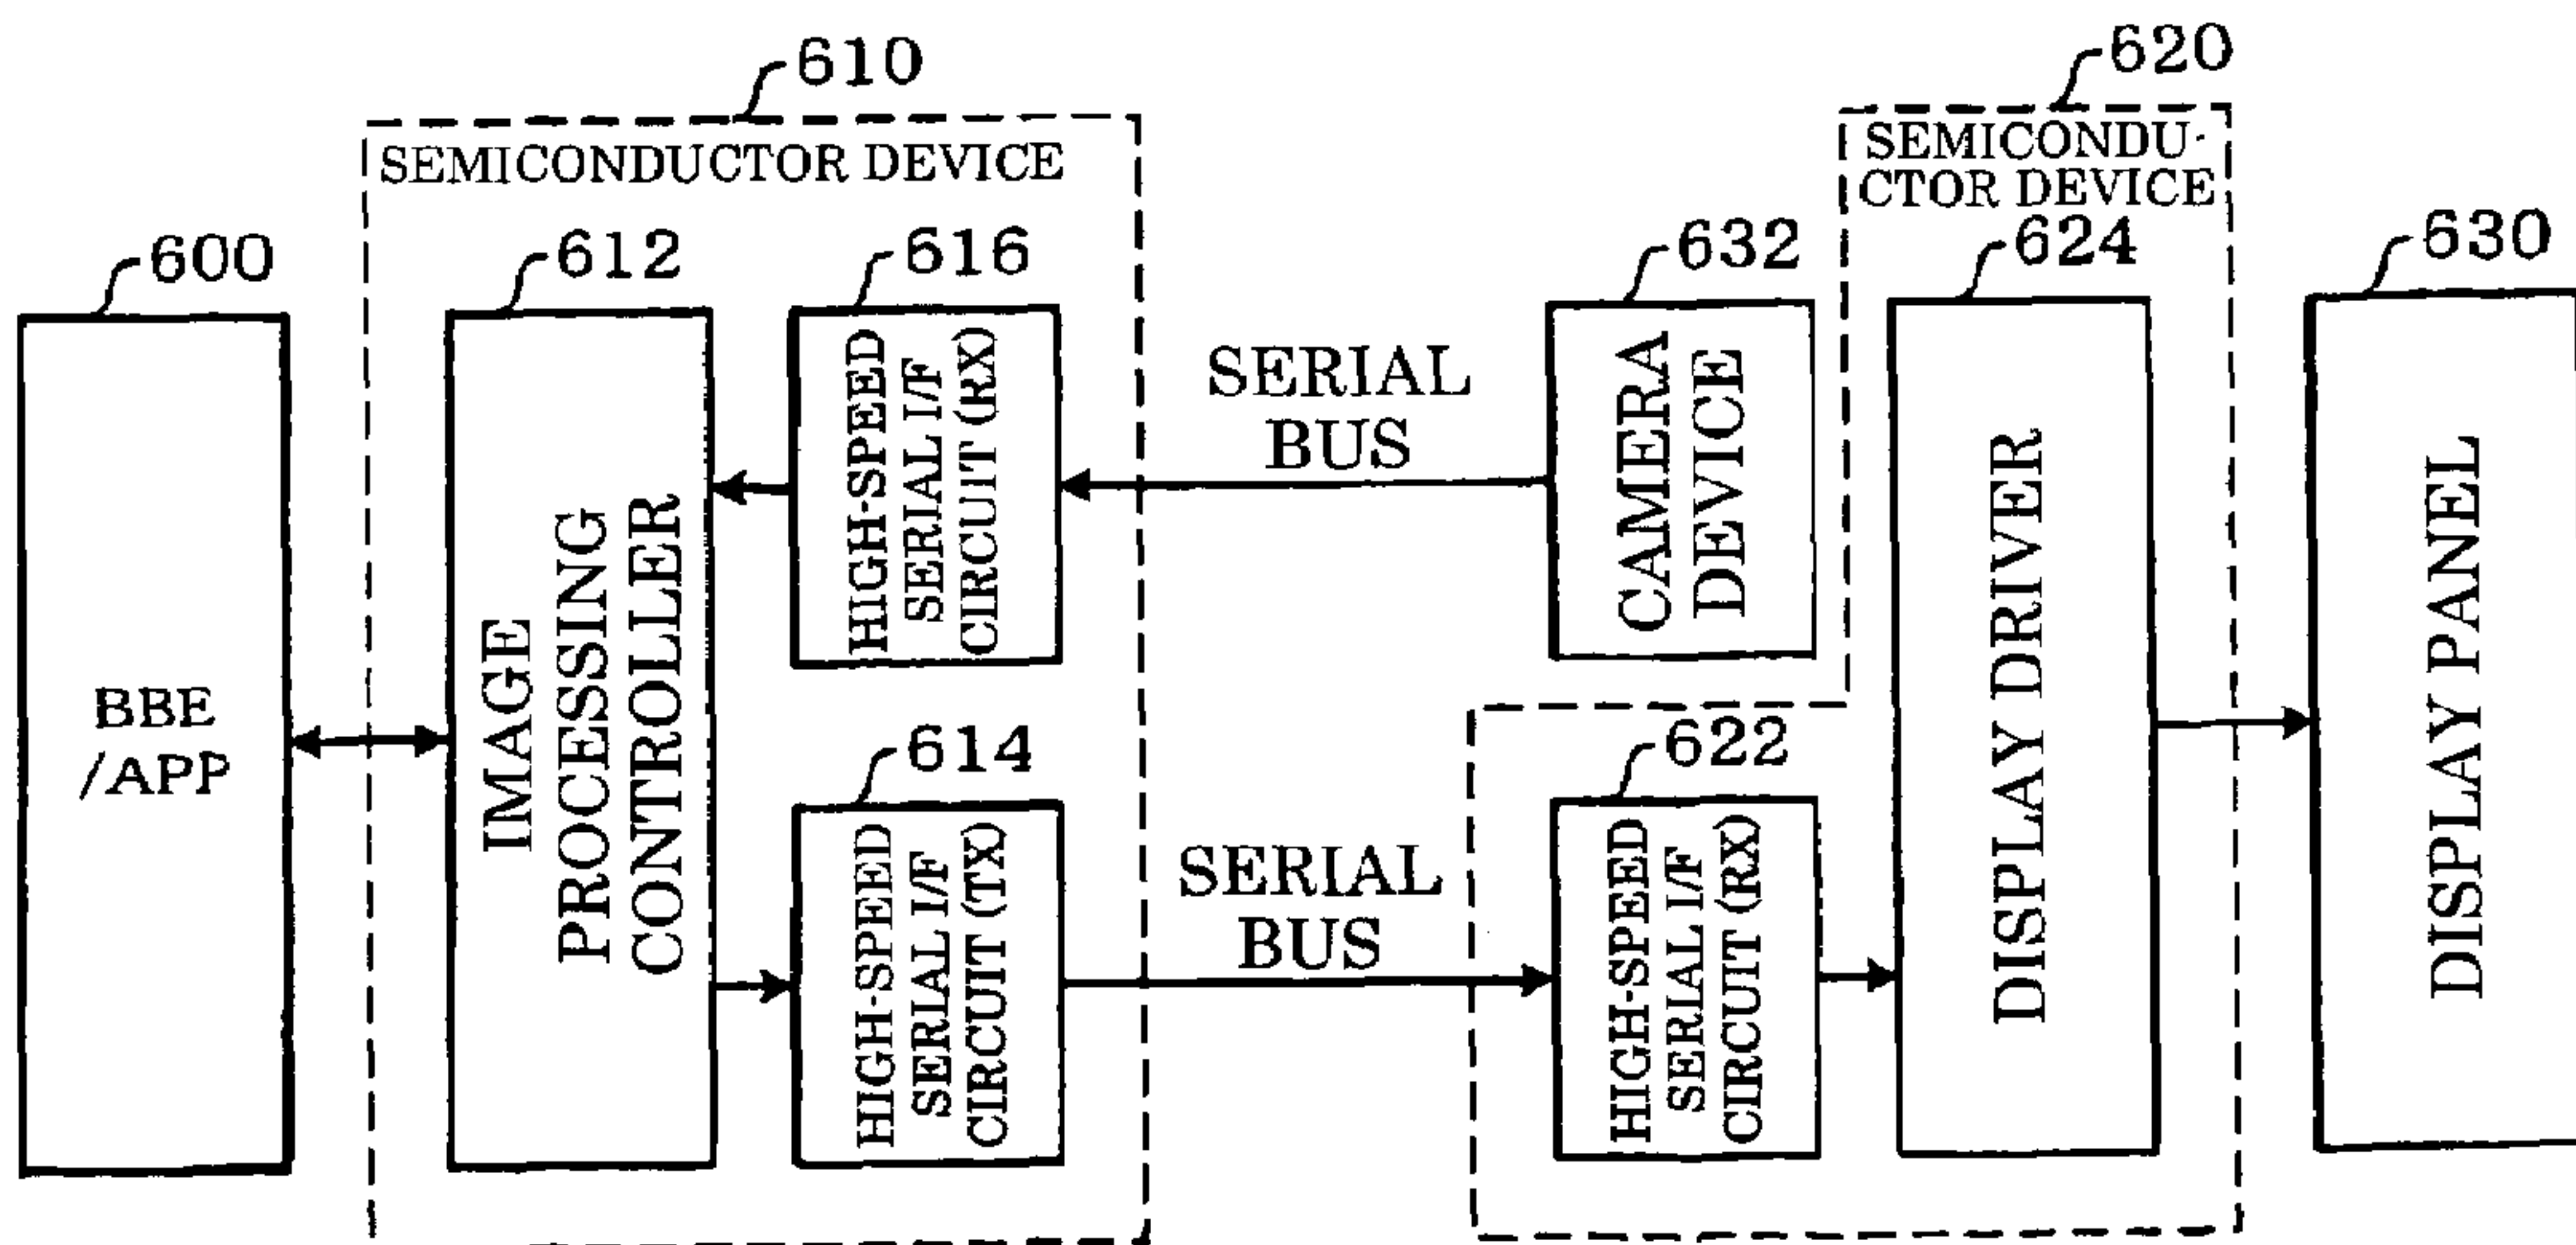 610
620
SEMICONDUCTOR DEVICE
SEMICONDU-
CTOR DEVICE
600
612
616
632
624
630
BBE
/APP
IMAGE
PROCESSING
CONTROLLER
HIGH-SPEED
SERIAL I/F
CIRCUIT (RX)
SERIAL
BUS
CAMERA
DEVICE
DISPLAY DRIVER
DISPLAY PANEL
614
HIGH-SPEED
SERIAL I/F
CIRCUIT (TX)
SERIAL
BUS
622
HIGH-SPEED
SERIAL I/F
CIRCUIT (RX)